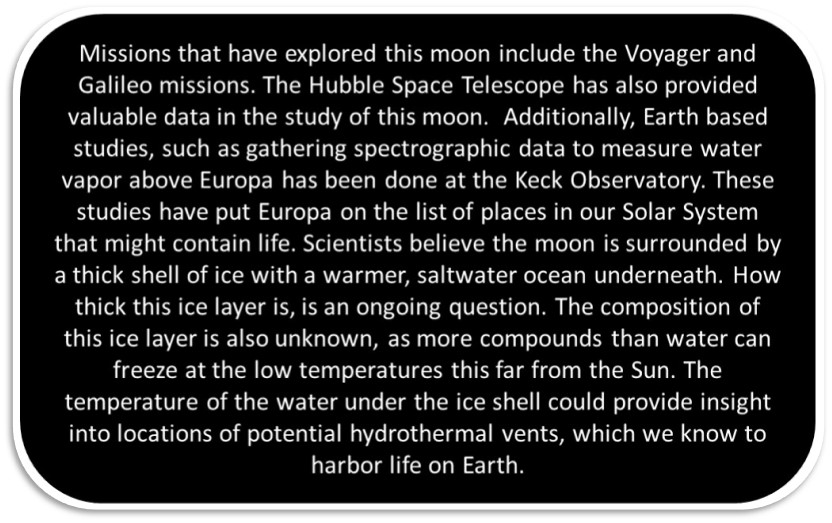 Missions that have explored this moon include the Voyager and
Galileo missions. The Hubble Space Telescope has also provided
valuable data in the study of this moon.  Additionally, Earth based
studies, such as gathering spectrographic data to measure water
vapor above Europa has been done at the Keck Observatory. These
studies have put Europa on the list of places in our Solar System
that might contain life. Scientists believe the moon is surrounded by
a thick shell of ice with a warmer, saltwater ocean underneath. How
thick this ice layer is, is an ongoing question. The composition of
this ice layer is also unknown, as more compounds than water can
freeze at the low temperatures this far from the Sun. The
temperature of the water under the ice shell could provide insight
into locations of potential hydrothermal vents, which we know to
harbor life on Earth.